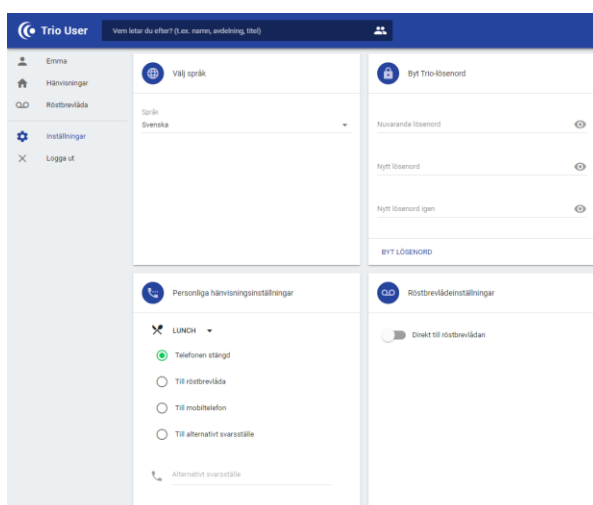 Trio User
Vem letar du efter? (t.ex. namn, avdelning, titel)
Emma
Hänvisningar
Röstbrevlåda
Inställningar
Logga ut
Välj språk
Språk
Svenska
Byt Trio-lösenord
Nuvaranda lösenord
Nytt lösenord
Nytt lösenord igen
BYT LÖSENORD
Personliga hänvisningsinställningar
LUNCH
Telefonen stängd
Till röstbrevlåda
Till mobiltelefon
Till alternativt svarsställe
Alternativt svarsställe
Röstbrevlådeinställningar
Direkt till röstbrevlådan